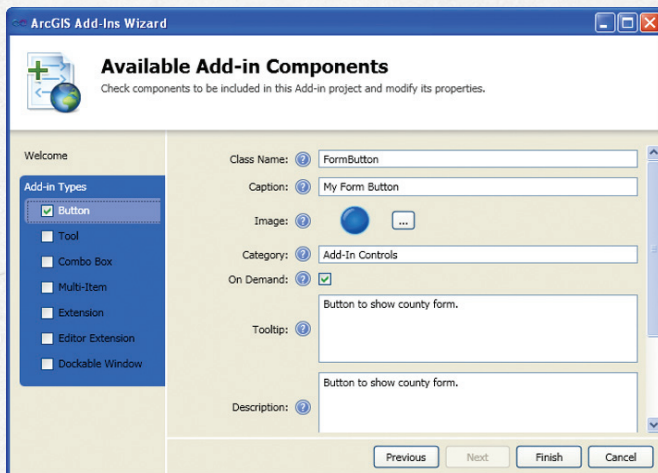 ArcGIS Add-Ins Wizard
Available Add-in Components
Check components to be included in this Add-in project and modify its properties.
Welcome
Add-in Types
Button
Tool
Combo Box
Multi-Item
Extension
Editor Extension
Dockable Window
Class Name: ? FormButton
Caption: ? My Form Button
Image: ? ...
Category: ? Add-In Controls
On Demand: ?
Tooltip: ? Button to show county form.
Description: ? Button to show county form.
Previous Next Finish Cancel